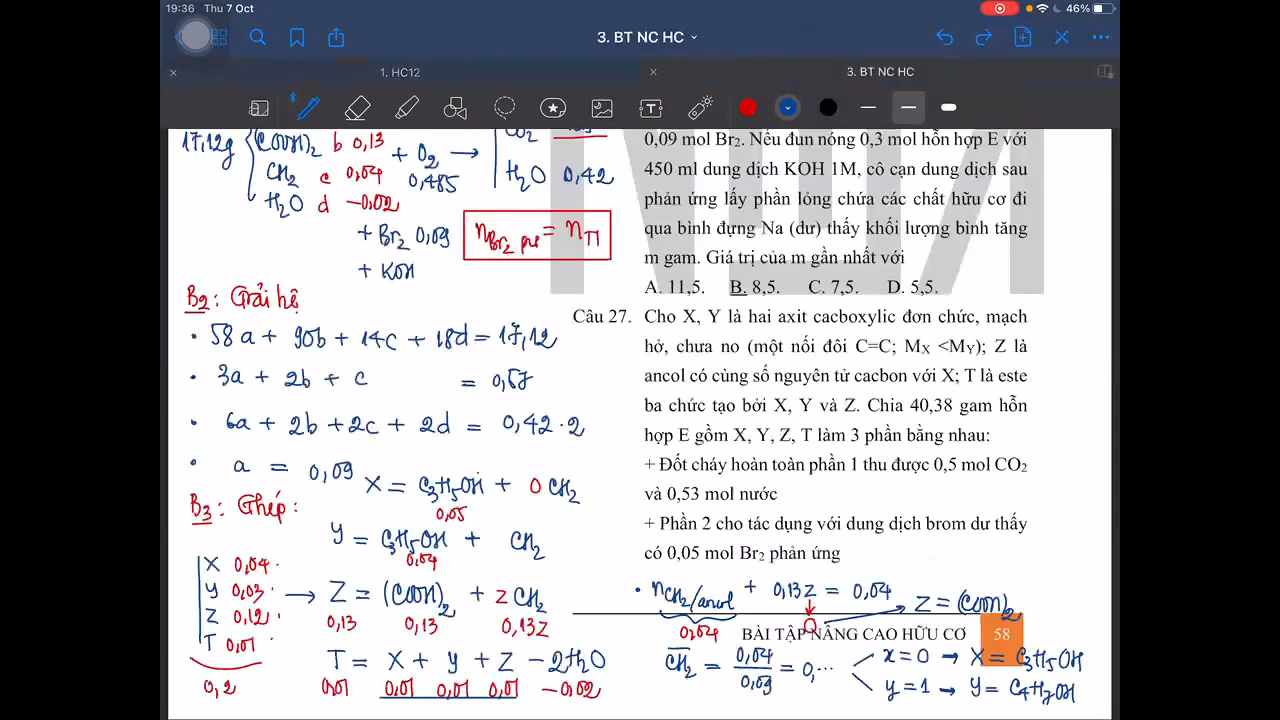 19:36 Thu 7 Oct
46%
3. BT NC HC
1. HC12
3. BT NC HC
17,12g
(COOH)2 b 0,13
CH2 c 0,04
H2O d -0,02
+ O2 →
0,485
CO2
H2O 0,42
+ Br2 0,09
+ KOH
nBr2 pư = nT1
B2: Giải hệ
• 58a + 90b + 14c + 18d = 17,12
• 3a + 2b + c = 0,57
• 6a + 2b + 2c + 2d = 0,42·2
• a = 0,09
B3: Ghép:
X = C3H5OH + 0 CH2
0,05
Y = C3H5OH + CH2
0,04
X 0,04
Y 0,03
Z 0,12
T 0,01
0,2
→ Z = (COOH)2 + z CH2
0,13 0,13 0,13z
T = X + Y + Z - 2H2O
0,01 0,01 0,01 0,01 -0,02
0,09 mol Br2. Nếu đun nóng 0,3 mol hỗn hợp E với
450 ml dung dịch KOH 1M, cô cạn dung dịch sau
phản ứng lấy phần lỏng chứa các chất hữu cơ đi
qua bình đựng Na (dư) thấy khối lượng bình tăng
m gam. Giá trị của m gần nhất với
A. 11,5. B. 8,5. C. 7,5. D. 5,5.
Câu 27. Cho X, Y là hai axit cacboxylic đơn chức, mạch
hở, chưa no (một nối đôi C=C; MX <MY); Z là
ancol có cùng số nguyên tử cacbon với X; T là este
ba chức tạo bởi X, Y và Z. Chia 40,38 gam hỗn
hợp E gồm X, Y, Z, T làm 3 phần bằng nhau:
+ Đốt cháy hoàn toàn phần 1 thu được 0,5 mol CO2
và 0,53 mol nước
+ Phần 2 cho tác dụng với dung dịch brom dư thấy
có 0,05 mol Br2 phản ứng
• nCH2/ancol + 0,13z = 0,04
0,04
0
Z = (COOH)2
BÀI TẬP NÂNG CAO HỮU CƠ 58
CH2 = 0,04/0,09 = 0,...
x = 0 → X = C3H5OH
y = 1 → Y = C4H7OH